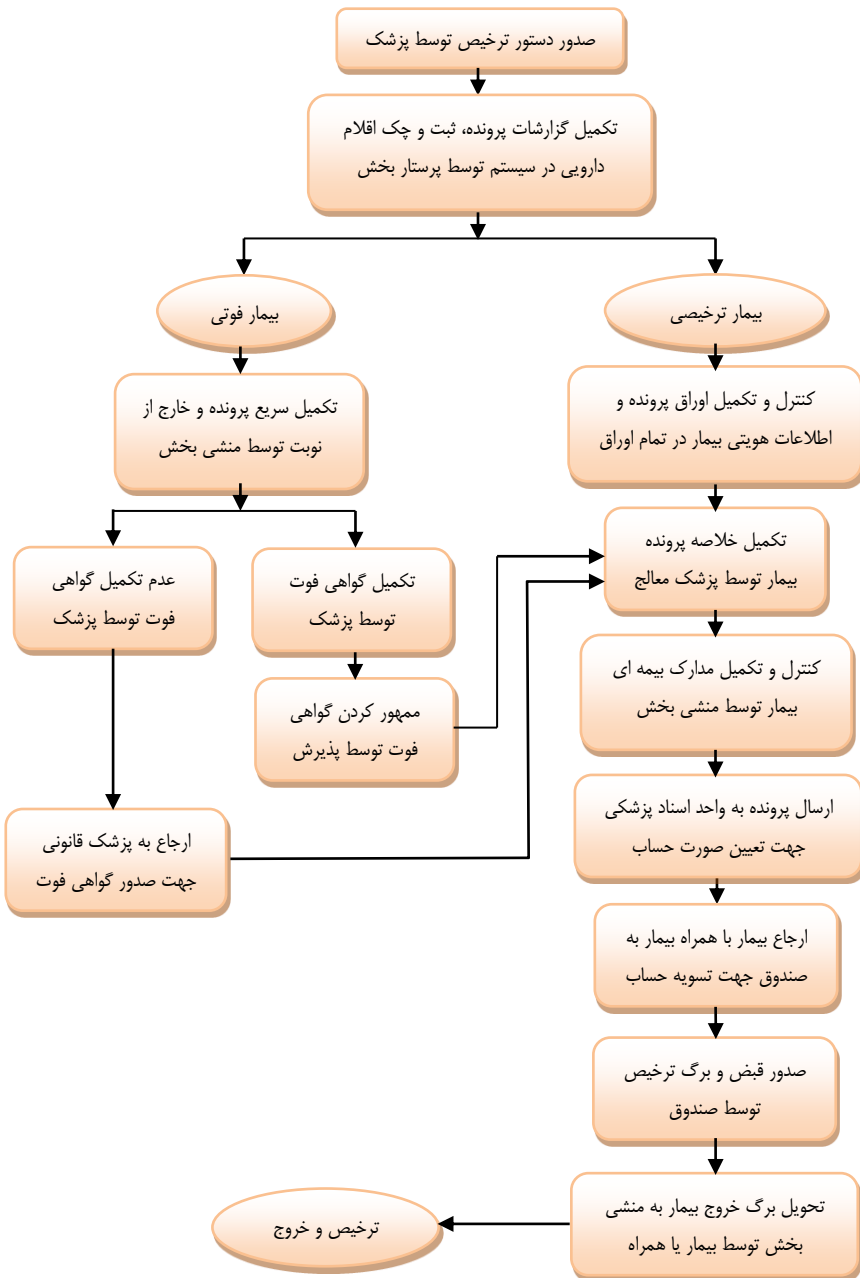 صدور دستور ترخیص توسط پزشک
تکمیل گزارشات پرونده، ثبت و چک اقلام
دارویی در سیستم توسط پرستار بخش
بیمار ترخیصی
بیمار فوتی
کنترل و تکمیل اوراق پرونده و
اطلاعات هویتی بیمار در تمام اوراق
تکمیل سریع پرونده و خارج از
نوبت توسط منشی بخش
تکمیل خلاصه پرونده
بیمار توسط پزشک معالج
تکمیل گواهی فوت
توسط پزشک
عدم تکمیل گواهی
فوت توسط پزشک
کنترل و تکمیل مدارک بیمه ای
بیمار توسط منشی بخش
ممهور کردن گواهی
فوت توسط پذیرش
ارسال پرونده به واحد اسناد پزشکی
جهت تعیین صورت حساب
ارجاع به پزشک قانونی
جهت صدور گواهی فوت
ارجاع بیمار با همراه بیمار به
صندوق جهت تسویه حساب
صدور قبض و برگ ترخیص
توسط صندوق
تحویل برگ خروج بیمار به منشی
بخش توسط بیمار یا همراه
ترخیص و خروج